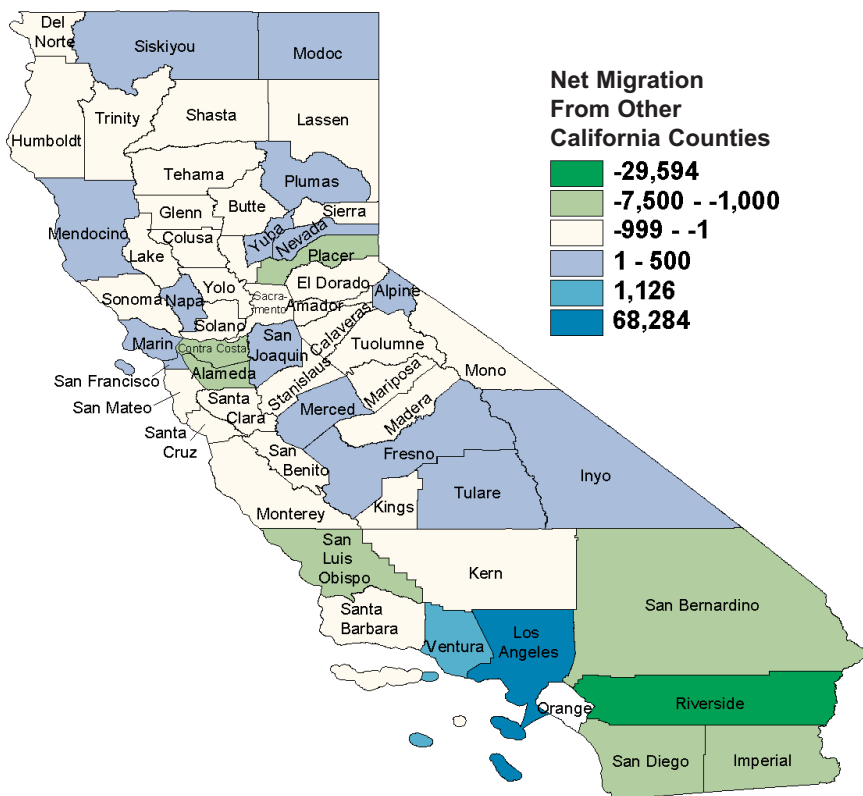 Net Migration
From Other
California Counties
-29,594
-7,500 - -1,000
-999 - -1
1 - 500
1,126
68,284
Del
Norte
Siskiyou
Modoc
Humboldt
Trinity
Shasta
Lassen
Tehama
Plumas
Mendocino
Glenn
Butte
Sierra
Lake
Colusa
Yuba
Nevada
Placer
Sonoma
Napa
Yolo
Sacra-
mento
El Dorado
Amador
Alpine
Solano
Marin
Contra Costa
San
Joaquin
Calaveras
Tuolumne
Mono
San Francisco
Alameda
Stanislaus
Mariposa
San Mateo
Santa
Clara
Merced
Madera
Santa
Cruz
San
Benito
Fresno
Inyo
Monterey
Kings
Tulare
San
Luis
Obispo
Kern
San Bernardino
Santa
Barbara
Ventura
Los
Angeles
Orange
Riverside
San Diego
Imperial